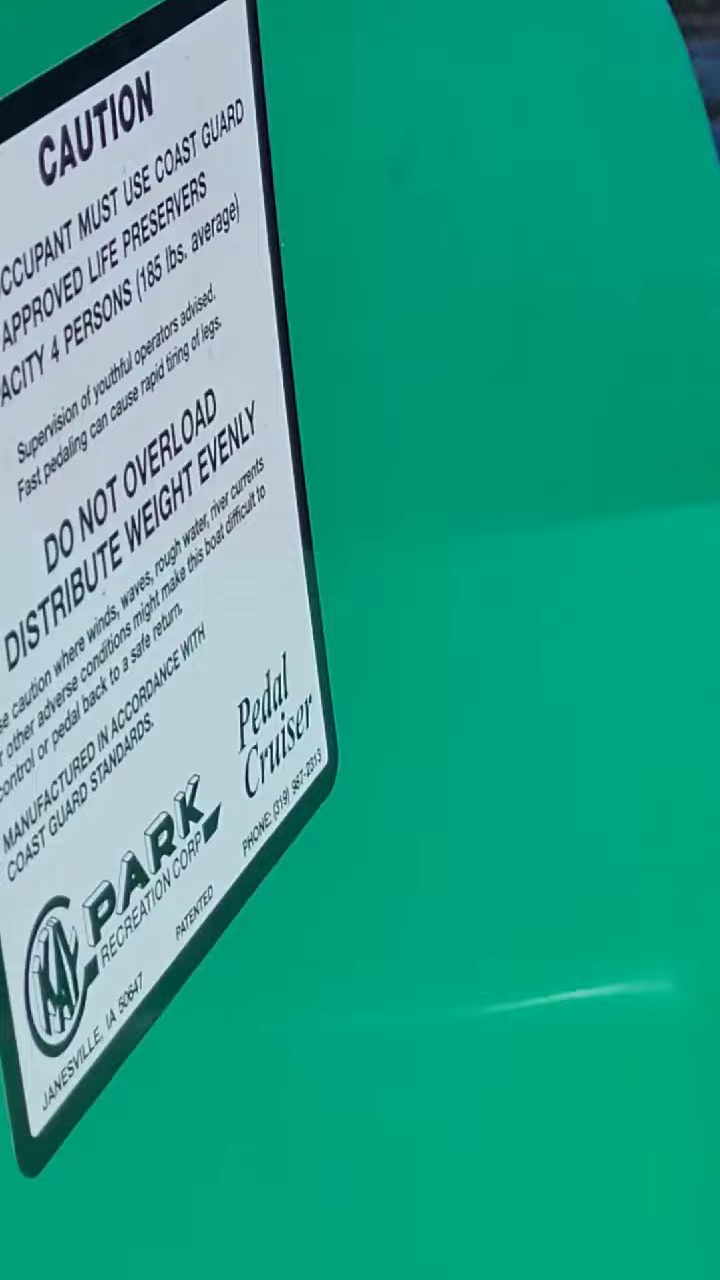 CAUTION
OCCUPANT MUST USE COAST GUARD
APPROVED LIFE PRESERVERS
ACITY 4 PERSONS (185 lbs. average)
Supervision of youthful operators advised.
Fast pedaling can cause rapid tiring of legs.
DO NOT OVERLOAD
DISTRIBUTE WEIGHT EVENLY
se caution where winds, waves, rough water, river currents
r other adverse conditions might make this boat difficult to
control or pedal back to a safe return.
MANUFACTURED IN ACCORDANCE WITH
COAST GUARD STANDARDS.
Pedal
Cruiser
PARK
RECREATION CORP
PATENTED
PHONE: (319) 987-2313
JANESVILLE, IA 50647